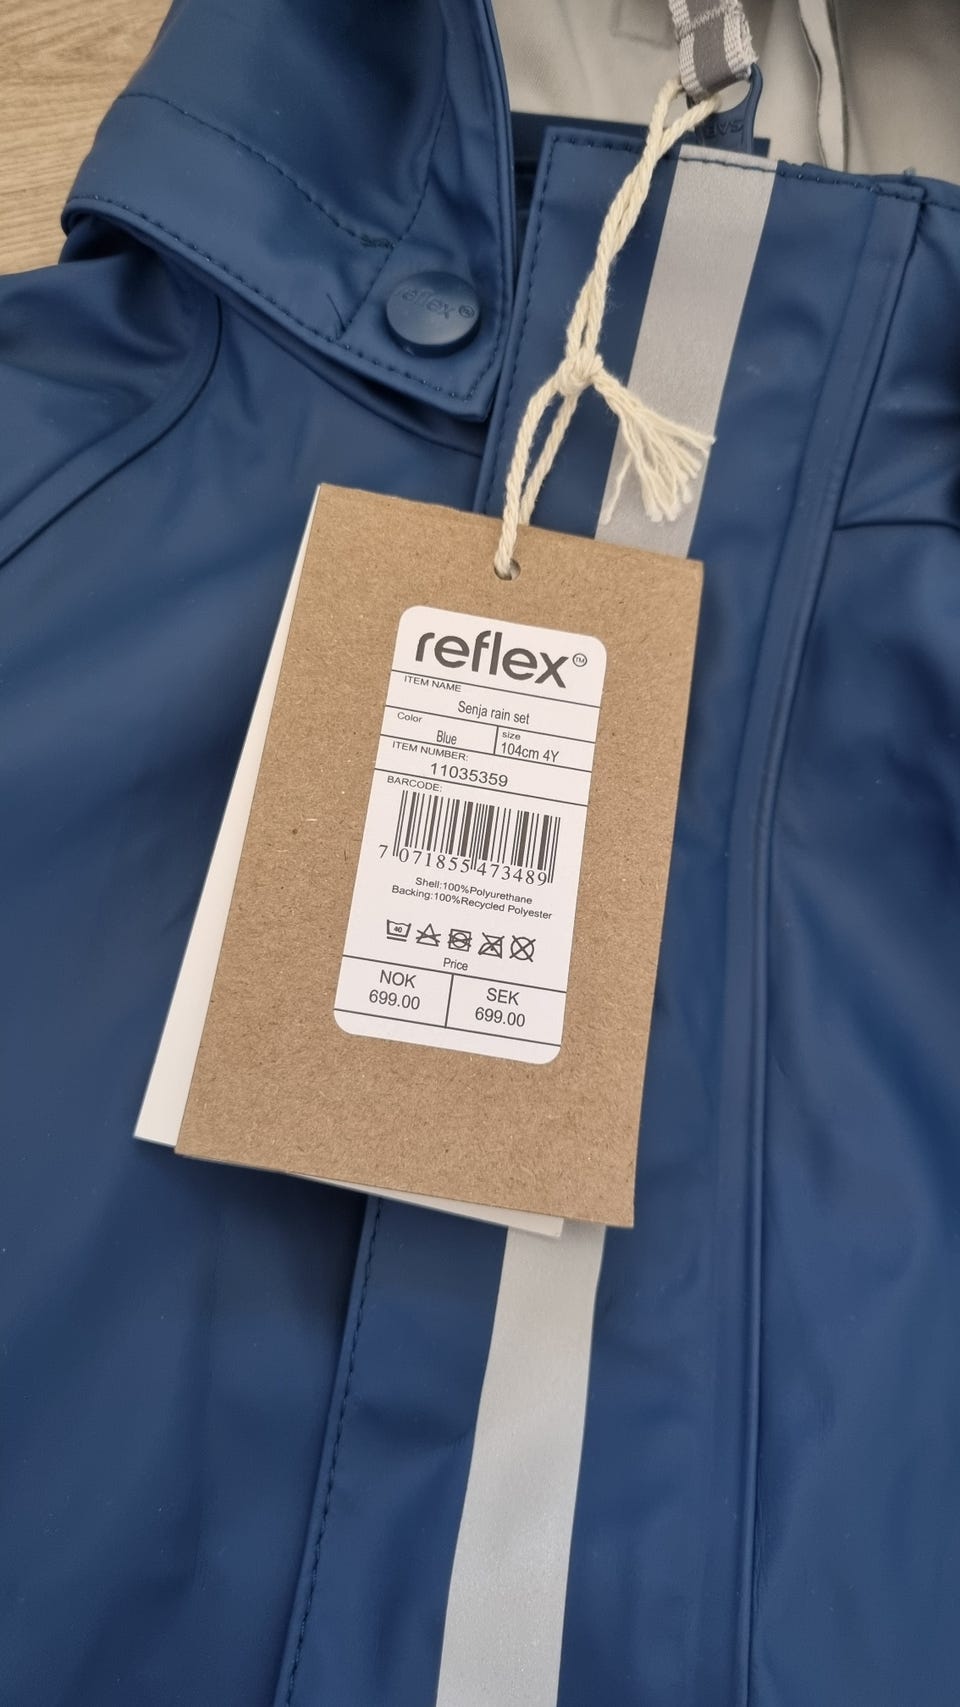 reflex®
reflex™
ITEM NAME
Senja rain set
Color
Blue
size
104cm 4Y
ITEM NUMBER:
11035359
BARCODE:
7 071855 473489
Shell:100%Polyurethane
Backing:100%Recycled Polyester
40
Price
NOK
699.00
SEK
699.00